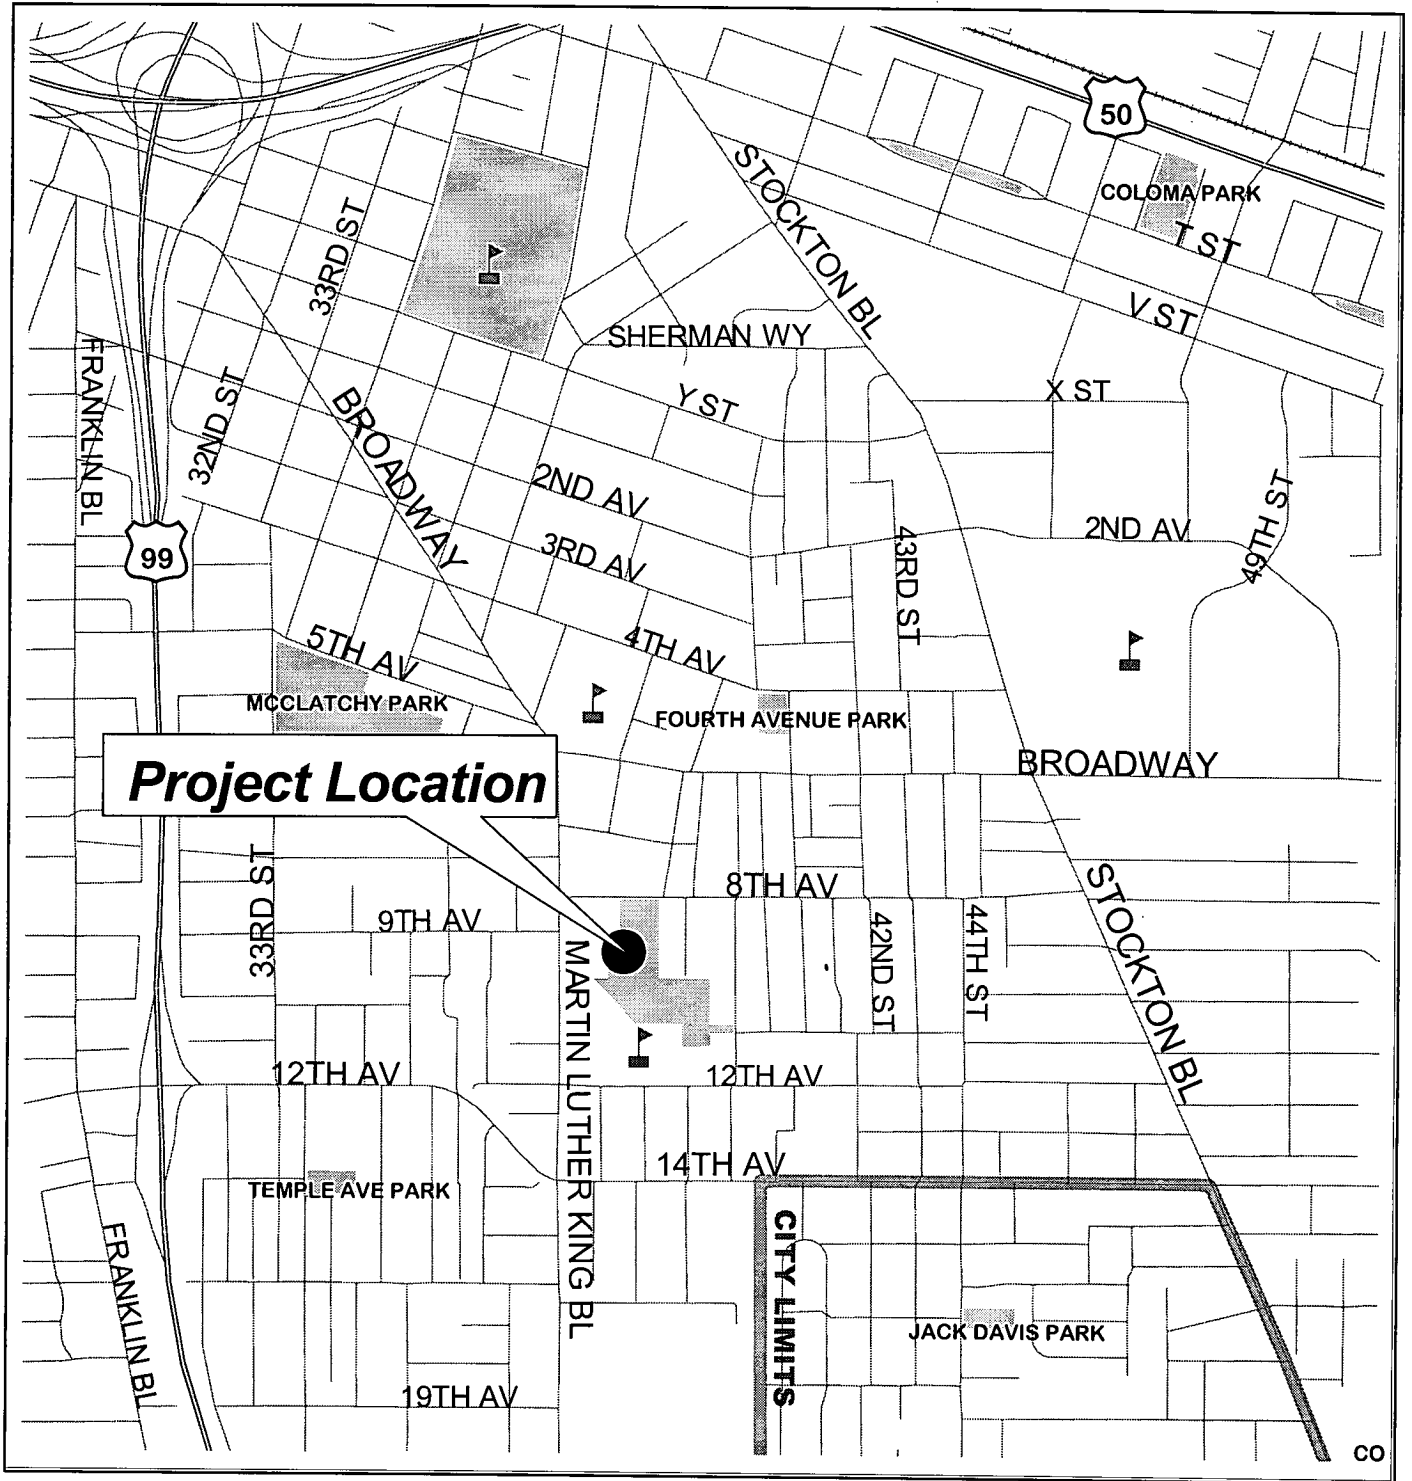 50
COLOMA PARK
STOCKTON BL
T ST
33RD ST
V ST
SHERMAN WY
FRANKLIN BL
32ND ST
BROADWAY
Y ST
X ST
2ND AV
49TH ST
2ND AV
99
3RD AV
43RD ST
5TH AV
4TH AV
MCCLATCHY PARK
FOURTH AVENUE PARK
BROADWAY
Project Location
33RD ST
8TH AV
STOCKTON BL
9TH AV
42ND ST
44TH ST
MARTIN LUTHER KING BL
12TH AV
12TH AV
14TH AV
TEMPLE AVE PARK
FRANKLIN BL
CITY LIMITS
JACK DAVIS PARK
19TH AV
CO